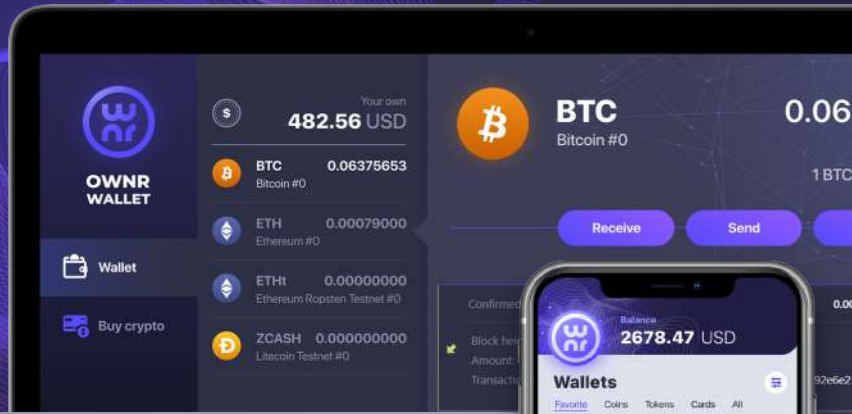 OWNR
WALLET
Wallet
Buy crypto
$
Your own
482.56 USD
BTC 0.06375653
Bitcoin #0
ETH 0.00079000
Ethereum #0
ETHt 0.00000000
Ethereum Ropsten Testnet #0
ZCASH 0.000000000
Litecoin Testnet #0
BTC 0.06
Bitcoin #0
1 BTC
Receive
Send
Confirmed
0.00
Block hei
Amount:
Transactio
92e6e2
Balance
2678.47 USD
Wallets
Favorite Coins Tokens Cards All